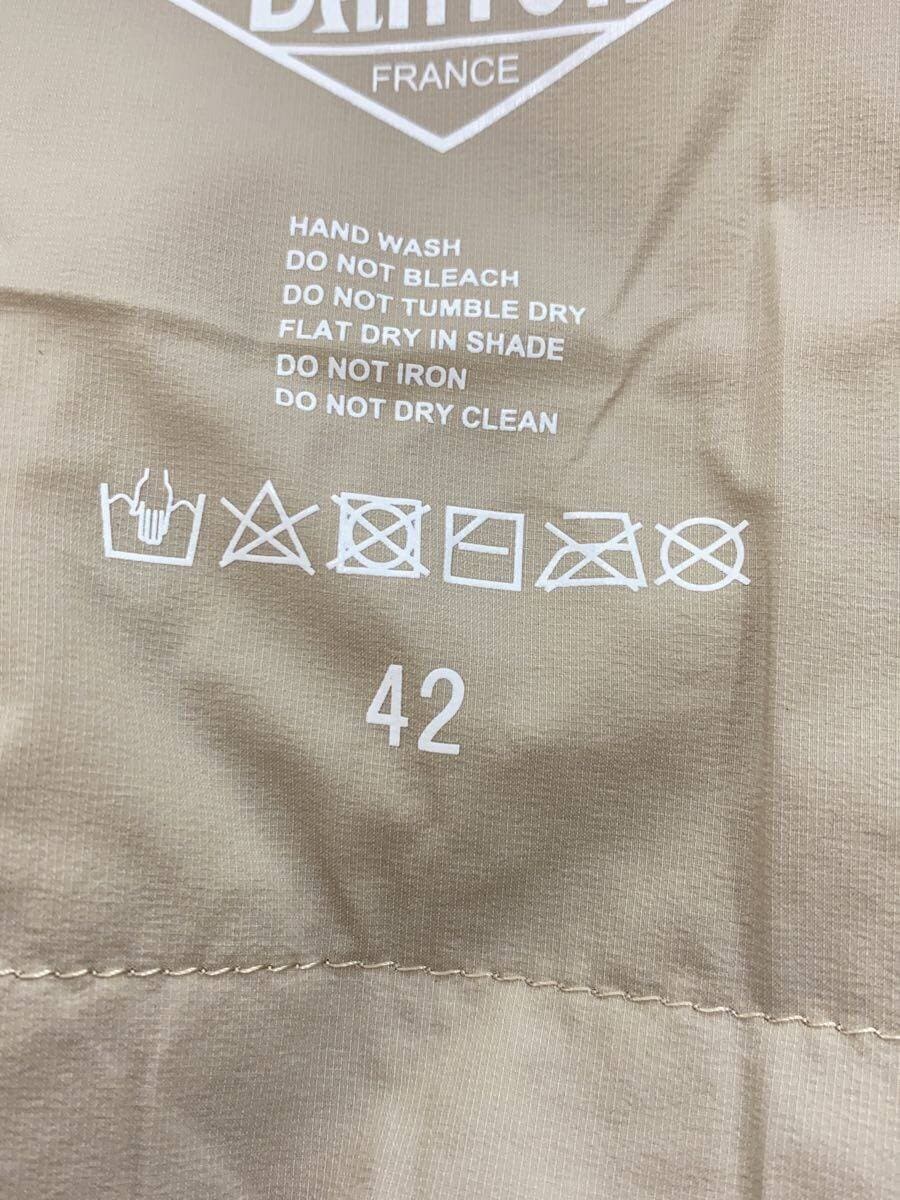 FRANCE
HAND WASH
DO NOT BLEACH
DO NOT TUMBLE DRY
FLAT DRY IN SHADE
DO NOT IRON
DO NOT DRY CLEAN
42